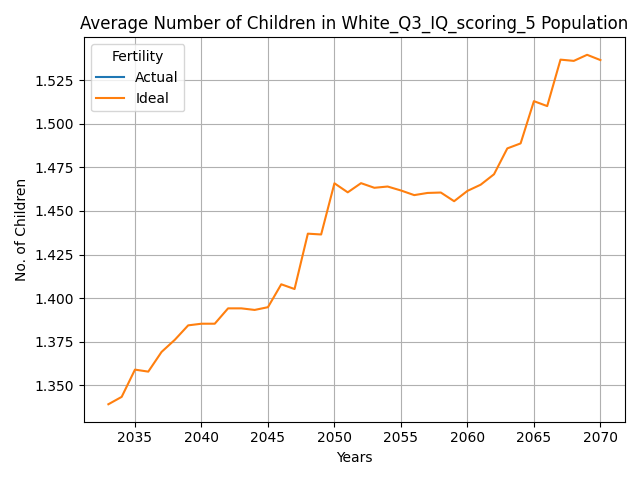 Average Number of Children in White_Q3_IQ_scoring_5 Population
Fertility
Actual
Ideal
1.525
1.500
1.475
1.450
1.425
1.400
1.375
1.350
No. of Children
2035 2040 2045 2050 2055 2060 2065 2070
Years